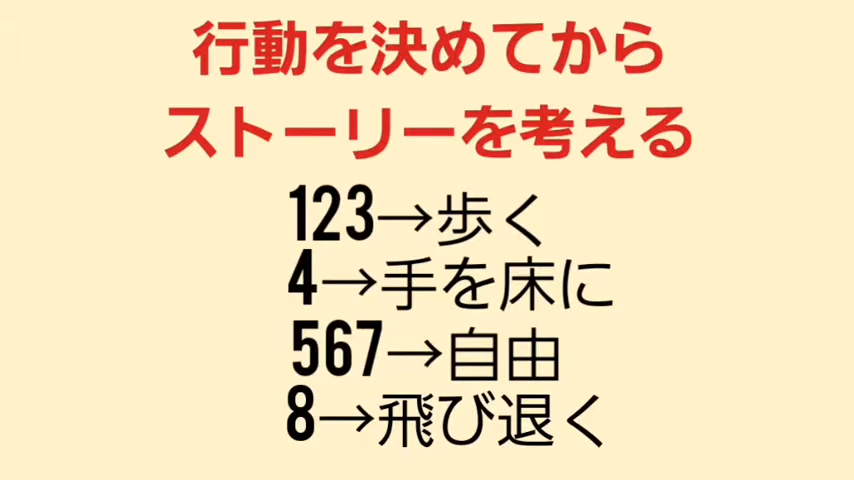 行動を決めてから
ストーリーを考える
123→歩く
4→手を床に
567→自由
8→飛び退く